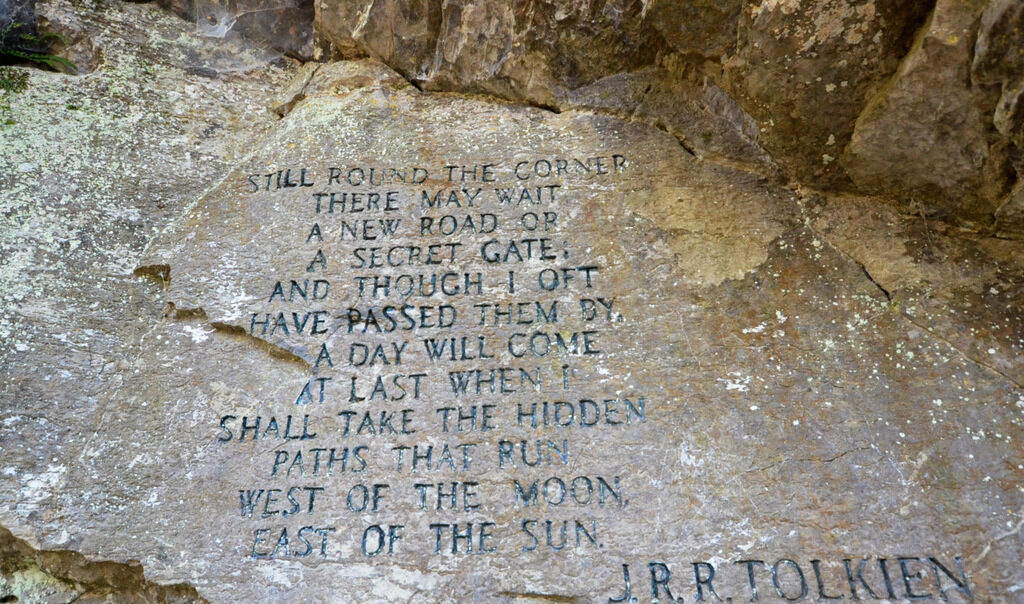 STILL ROUND THE CORNER
THERE MAY WAIT
A NEW ROAD OR
A SECRET GATE;
AND THOUGH I OFT
HAVE PASSED THEM BY,
A DAY WILL COME
AT LAST WHEN I
SHALL TAKE THE HIDDEN
PATHS THAT RUN
WEST OF THE MOON,
EAST OF THE SUN.
J.R.R. TOLKIEN